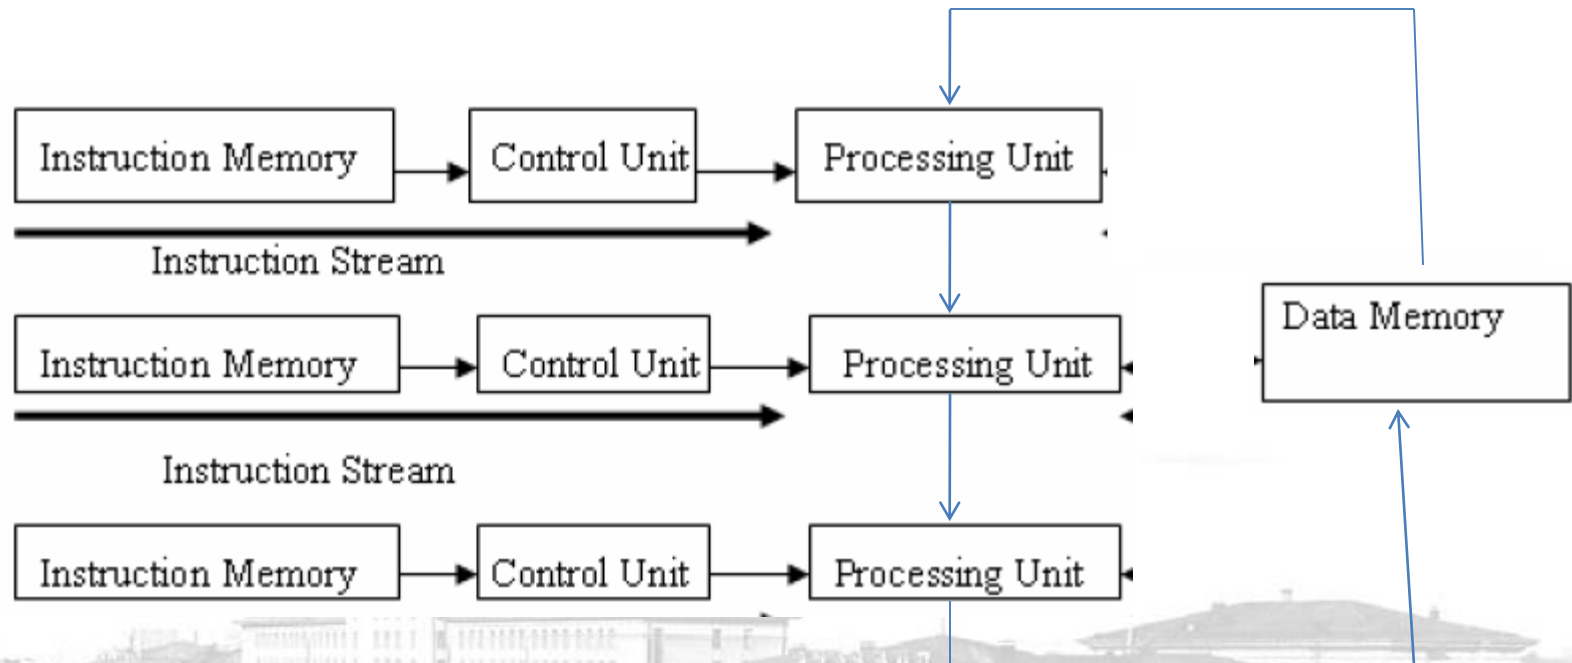 Instruction Memory
Control Unit
Processing Unit
Instruction Stream
Data Memory
Instruction Memory
Control Unit
Processing Unit
Instruction Stream
Instruction Memory
Control Unit
Processing Unit